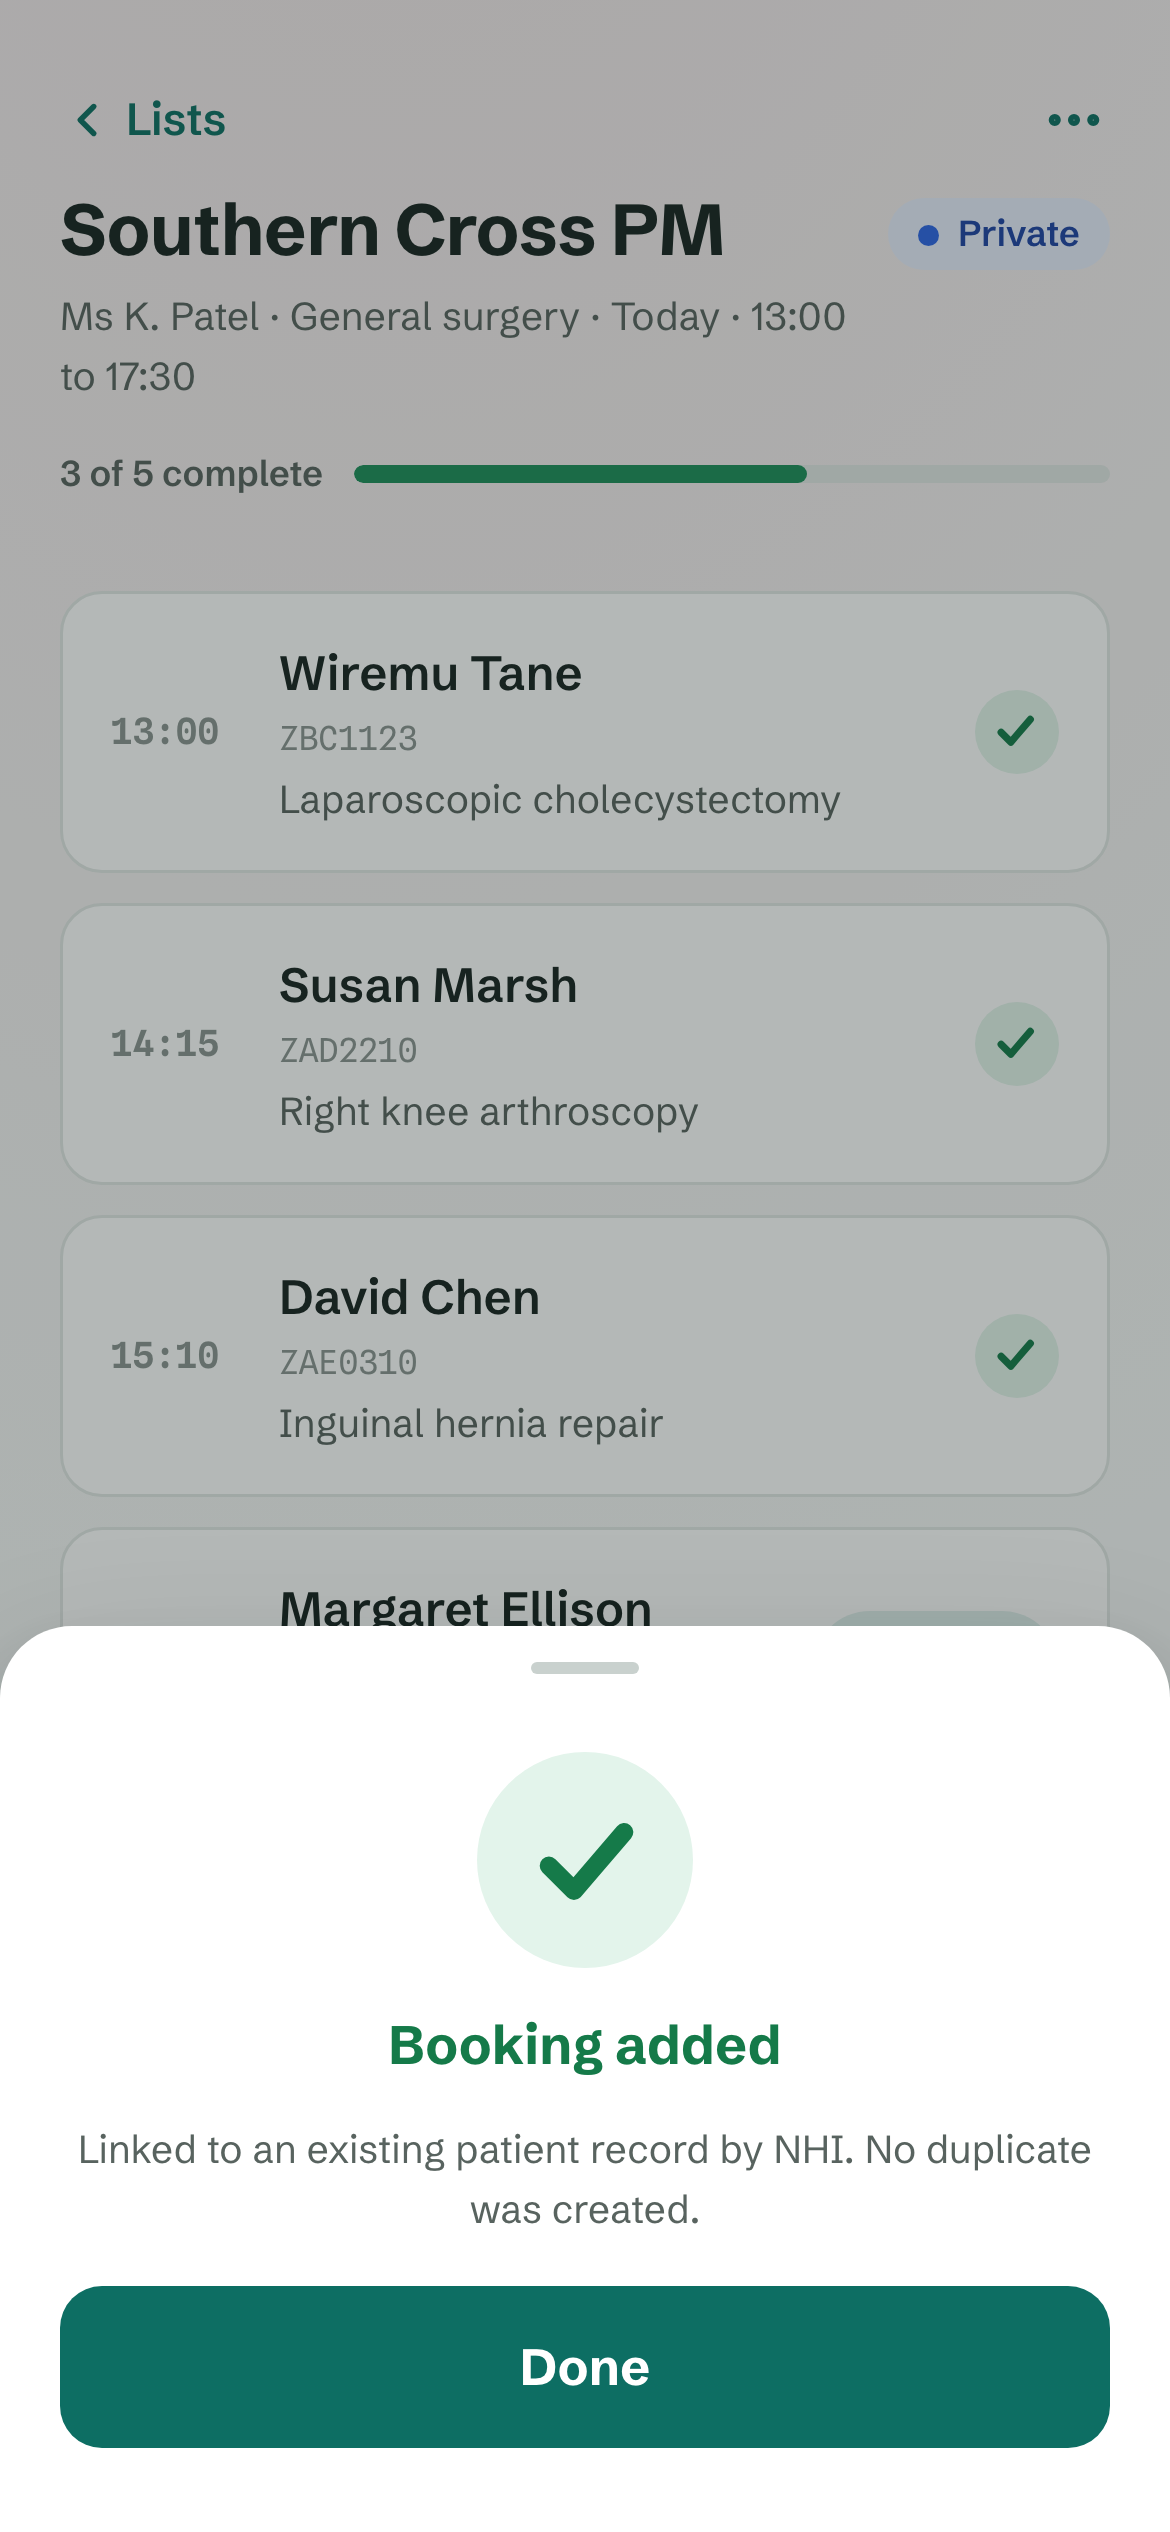 Lists
Southern Cross PM
Private
Ms K. Patel · General surgery · Today · 13:00
to 17:30
3 of 5 complete
Wiremu Tane
13:00
ZBC1123
Laparoscopic cholecystectomy
Susan Marsh
14:15
ZAD2210
Right knee arthroscopy
David Chen
15:10
ZAE0310
Inguinal hernia repair
Margaret Ellison
Booking added
Linked to an existing patient record by NHI. No duplicate
was created.
Done